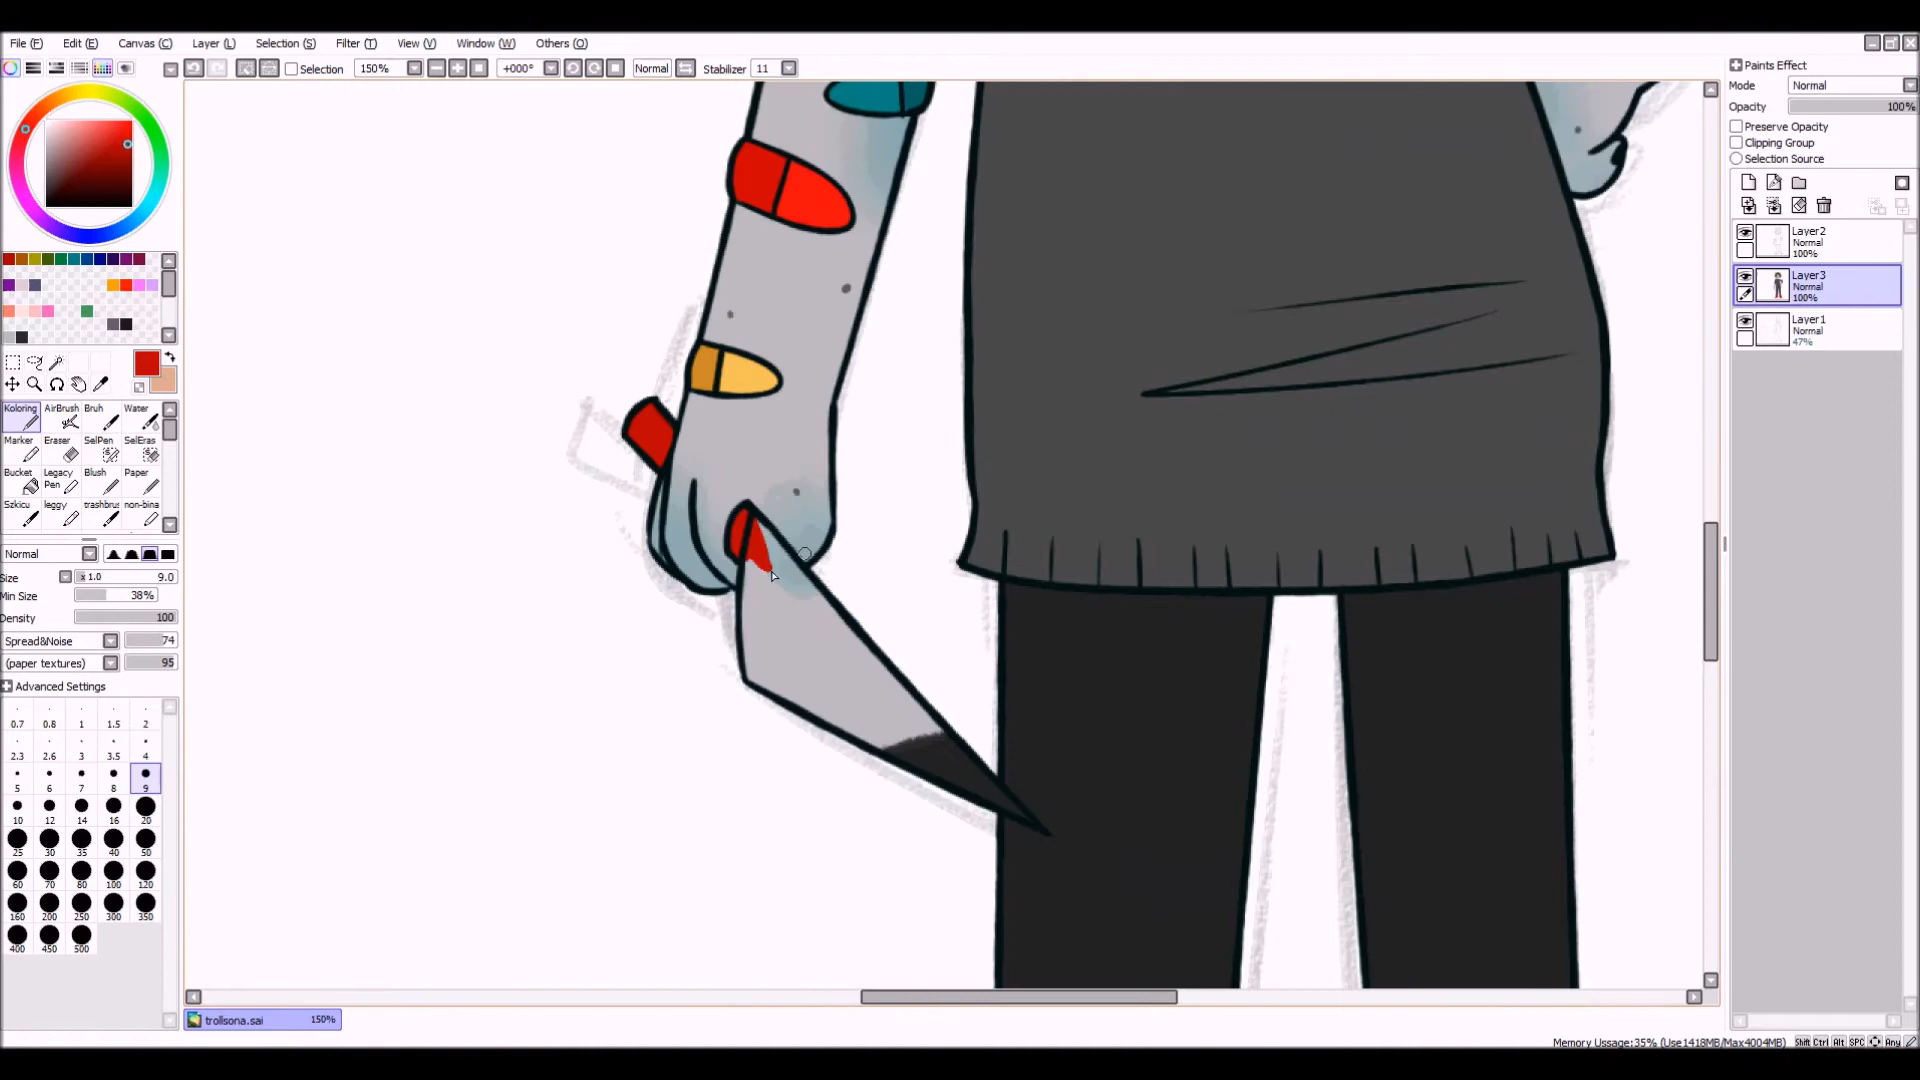 File (F) Edit (E) Canvas (C) Layer (L) Selection (S) Filter (T) View (V) Window (W) Others (O)
Selection 150% +000° Normal Stabilizer 11
Paints Effect
Mode Normal
Opacity 100%
Preserve Opacity
Clipping Group
Selection Source
Layer2
Normal
100%
Layer3
Normal
100%
Layer1
Normal
47%
Koloring AirBrush Bruh Water
Marker Eraser SelPen SelEras
Bucket Legacy Pen Blush Paper
Szkicu leggy trashbrus non-bina
Normal
Size x 1.0 9.0
Min Size 38%
Density 100
Spread&Noise 74
(paper textures) 95
Advanced Settings
0.7 0.8 1 1.5 2
2.3 2.6 3 3.5 4
5 6 7 8 9
10 12 14 16 20
25 30 35 40 50
60 70 80 100 120
160 200 250 300 350
400 450 500
trollsona.sai 150%
Memory Ussage:35% (Use1418MB/Max4004MB) Shift Ctrl Alt SPC Any